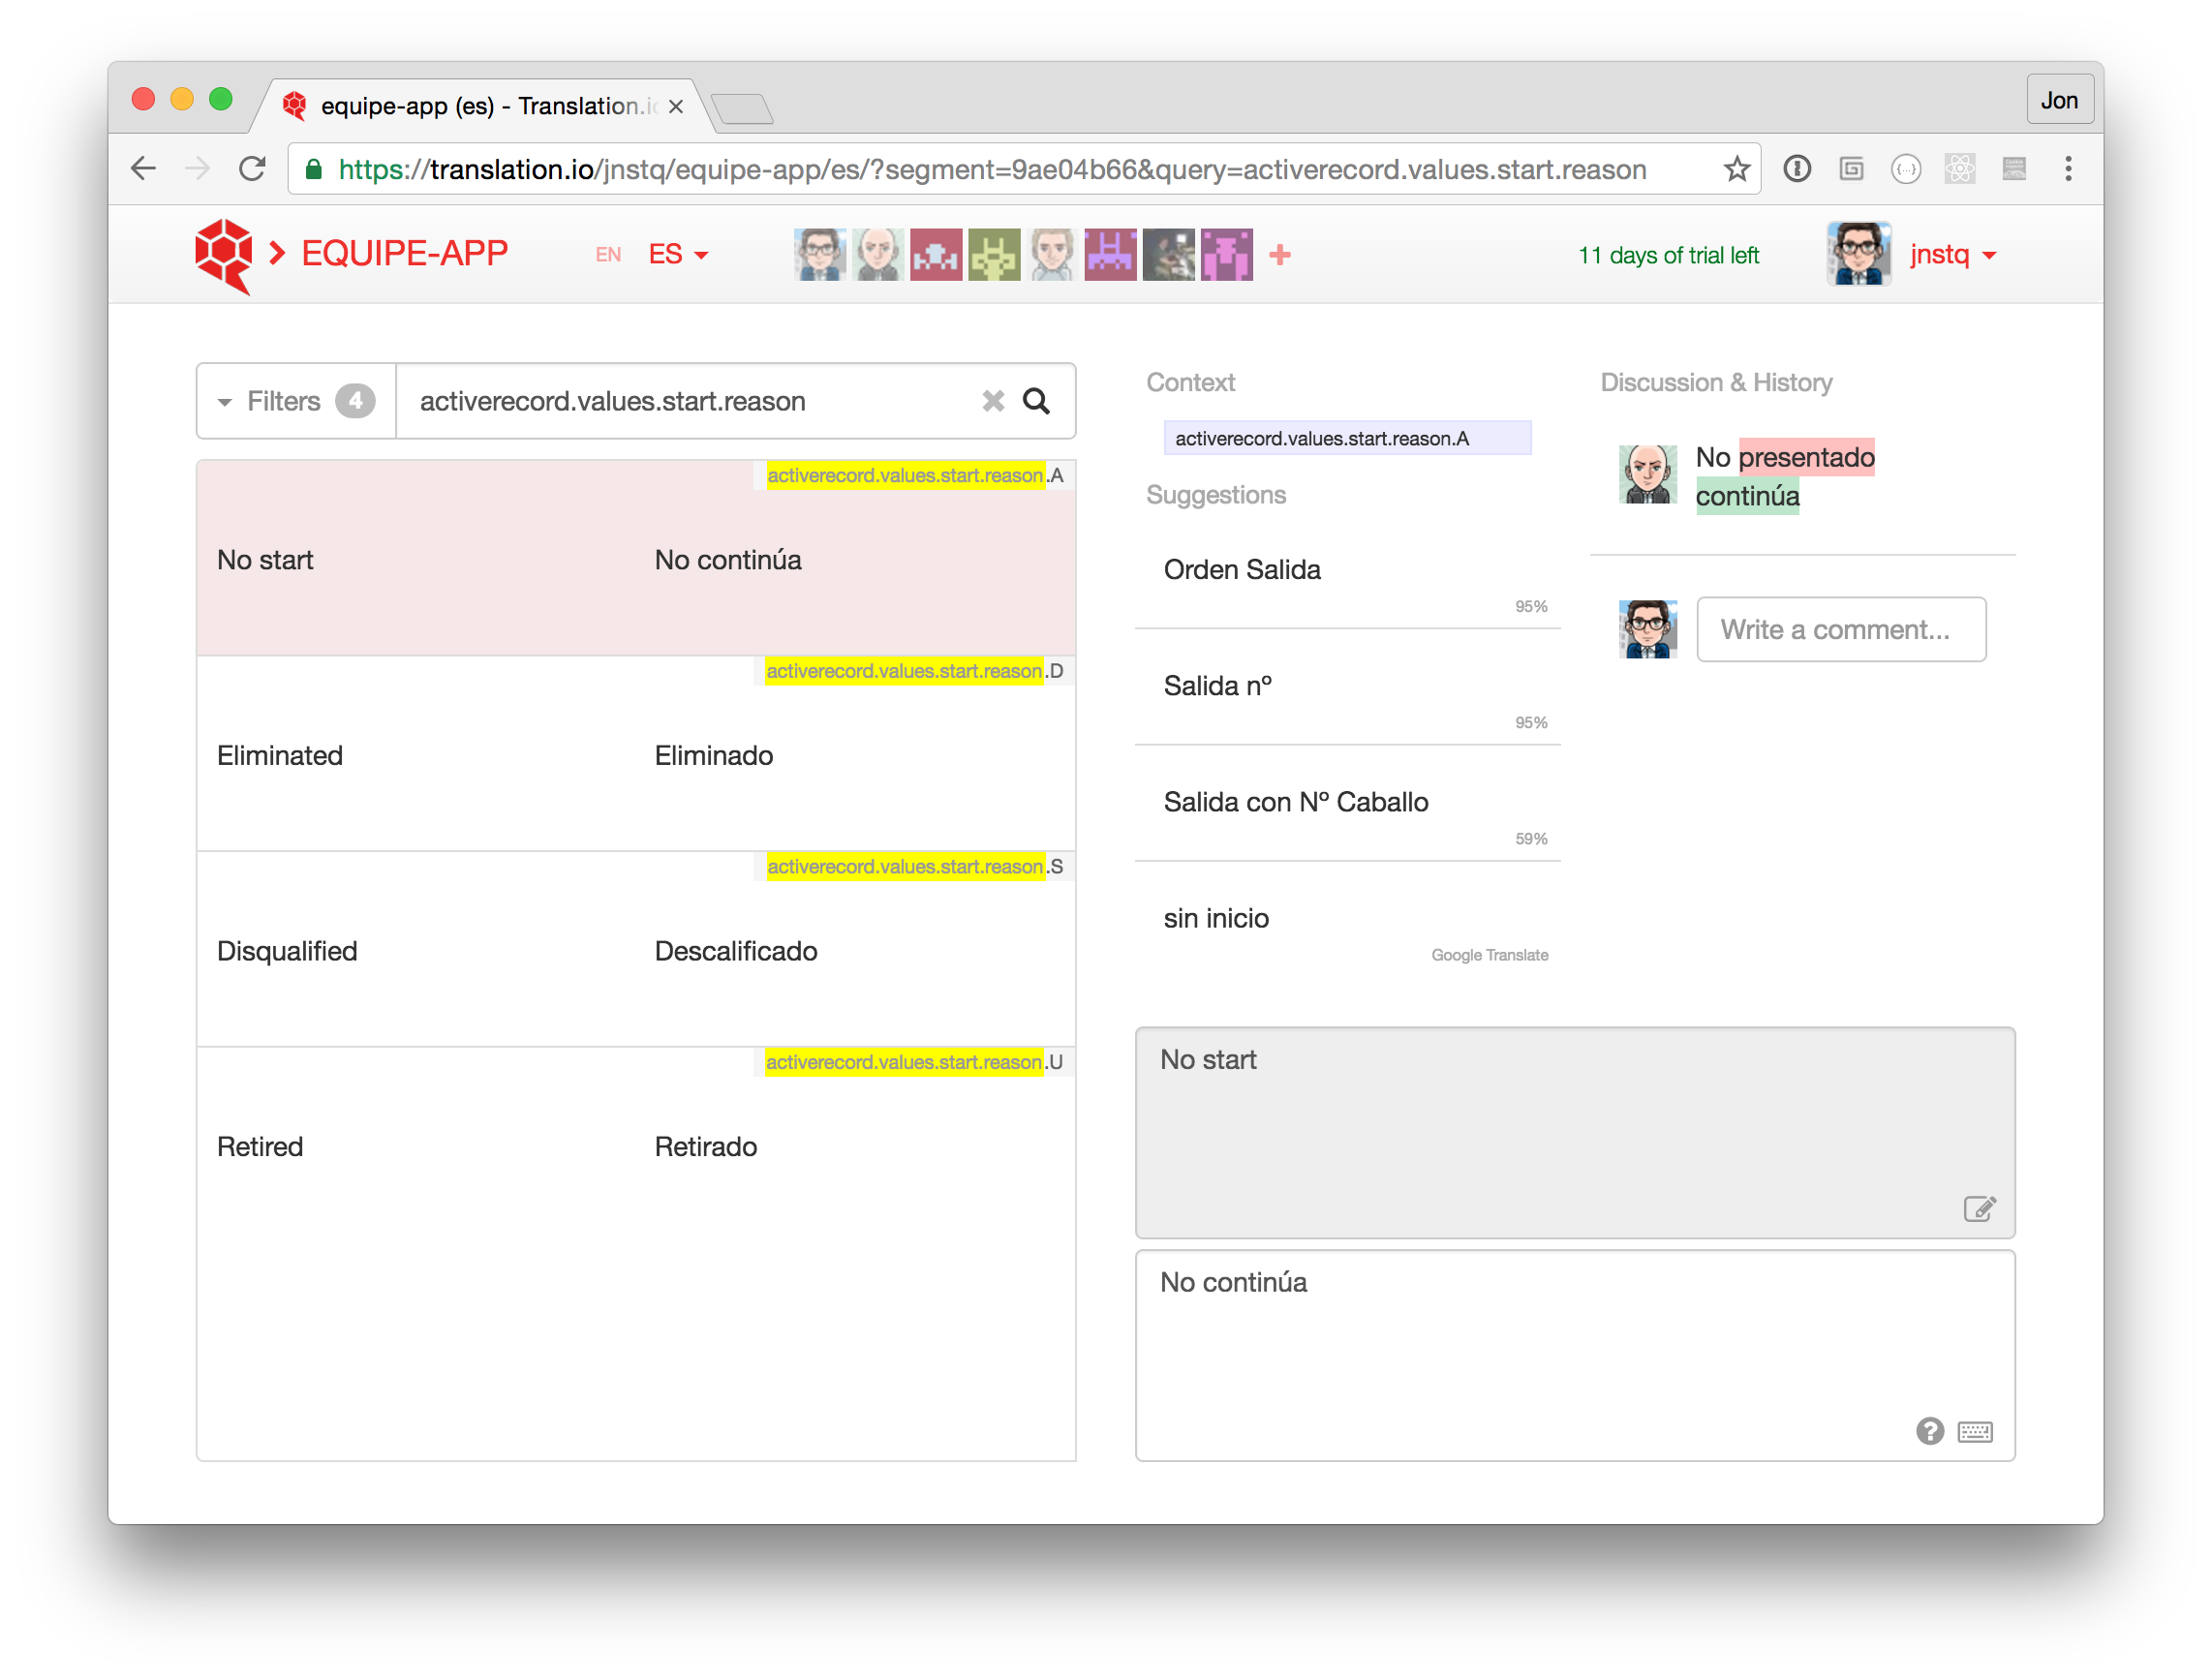 equipe-app (es) - Translation.io
Jon
https://translation.io/jnstq/equipe-app/es/?segment=9ae04b66&query=activerecord.values.start.reason
EQUIPE-APP
EN
ES
11 days of trial left
jnstq
Filters 4
activerecord.values.start.reason
activerecord.values.start.reason.A
No start
No continúa
activerecord.values.start.reason.D
Eliminated
Eliminado
activerecord.values.start.reason.S
Disqualified
Descalificado
activerecord.values.start.reason.U
Retired
Retirado
Context
activerecord.values.start.reason.A
Suggestions
Orden Salida
95%
Salida nº
95%
Salida con Nº Caballo
59%
sin inicio
Google Translate
Discussion & History
No presentado
continúa
Write a comment...
No start
No continúa